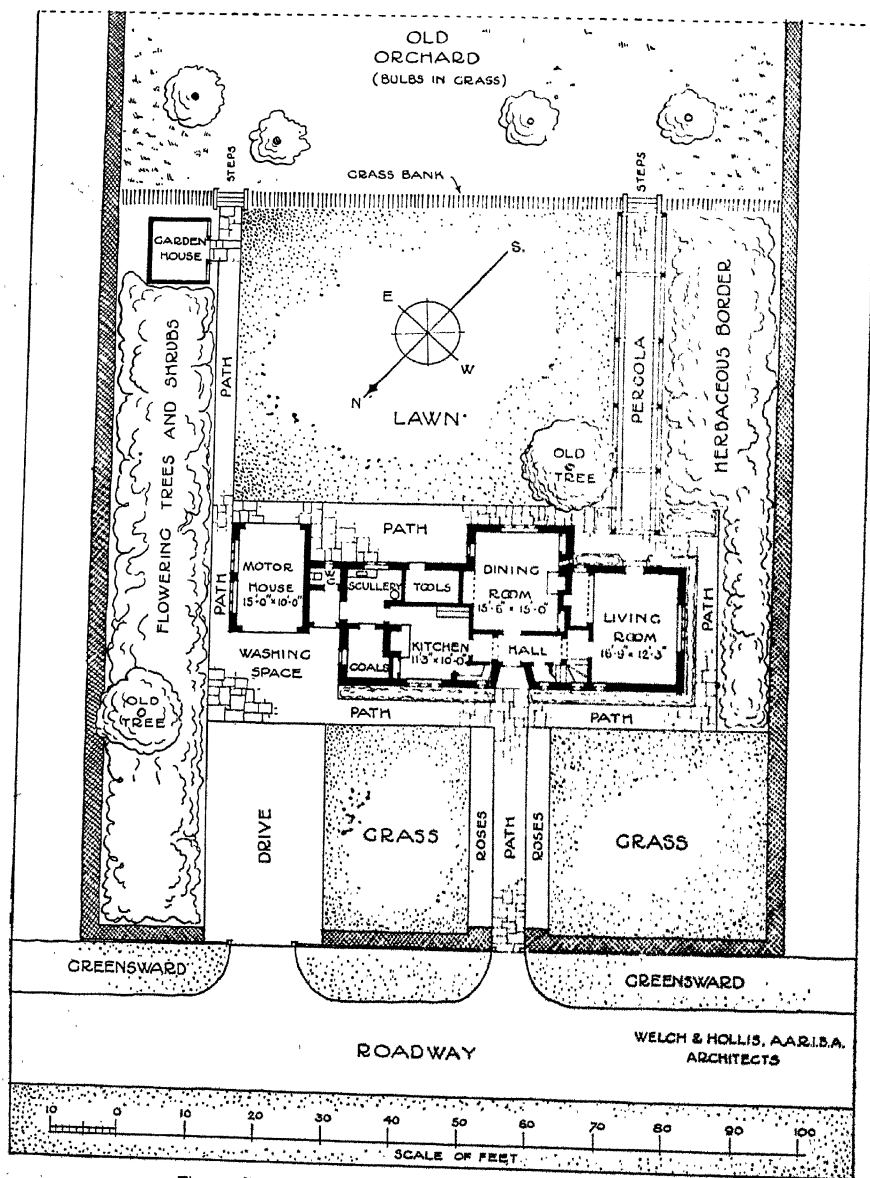 OLD
ORCHARD
(BULBS IN GRASS)
STEPS
STEPS
GRASS BANK
GARDEN
HOUSE
S.
E
W
N
LAWN
PATH
FLOWERING TREES AND SHRUBS
PERGOLA
HERBACEOUS BORDER
OLD
TREE
PATH
PATH
MOTOR
HOUSE
15'-0" × 10'-0"
W.C.
SCULLERY
TOOLS
DINING
ROOM
15'-6" × 15'-0"
LIVING
ROOM
16'-9" × 12'-3"
PATH
WASHING
SPACE
COALS
KITCHEN
11'-3" × 10'-0"
HALL
OLD
TREE
PATH
PATH
DRIVE
GRASS
ROSES
PATH
ROSES
GRASS
GREENSWARD
GREENSWARD
ROADWAY
WELCH & HOLLIS, A.A.R.I.B.A.
ARCHITECTS
10 0 10 20 30 40 50 60 70 80 90 100
SCALE OF FEET